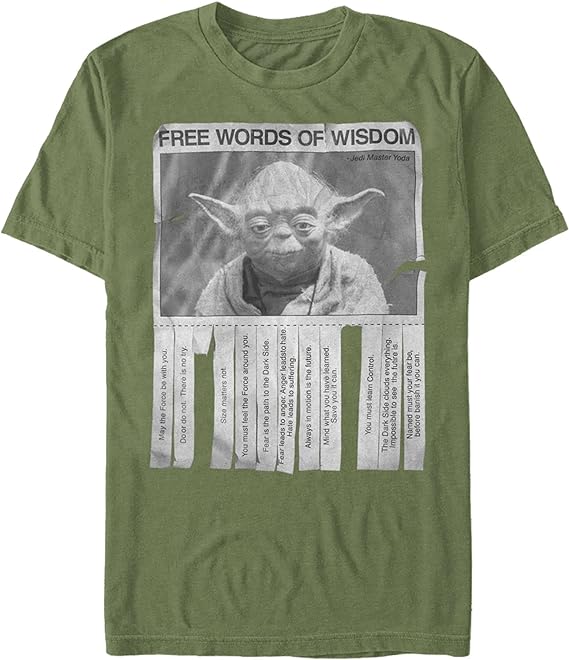 FREE WORDS OF WISDOM
-Jedi Master Yoda
May the Force be with you.
Do or do not. There is no try.
Size matters not.
You must feel the Force around you.
Fear is the path to the Dark Side.
Fear leads to anger. Anger leadsto hate.
Hate leads to suffering.
Always in motion is the future.
Mind what you have learned.
Save you it can.
You must learn Control.
The Dark Side clouds everything.
Impossible to see the future is.
Named must your fear be,
before banish it you can.